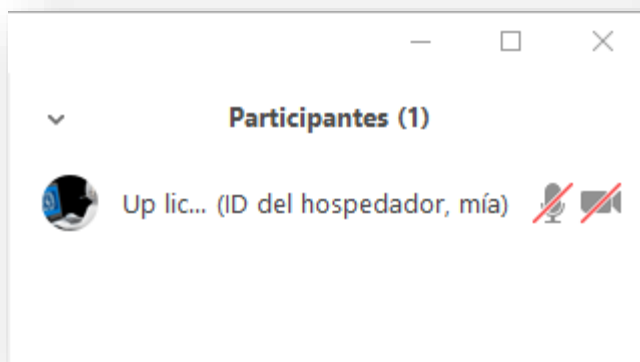 Participantes (1)
Up lic... (ID del hospedador, mía)